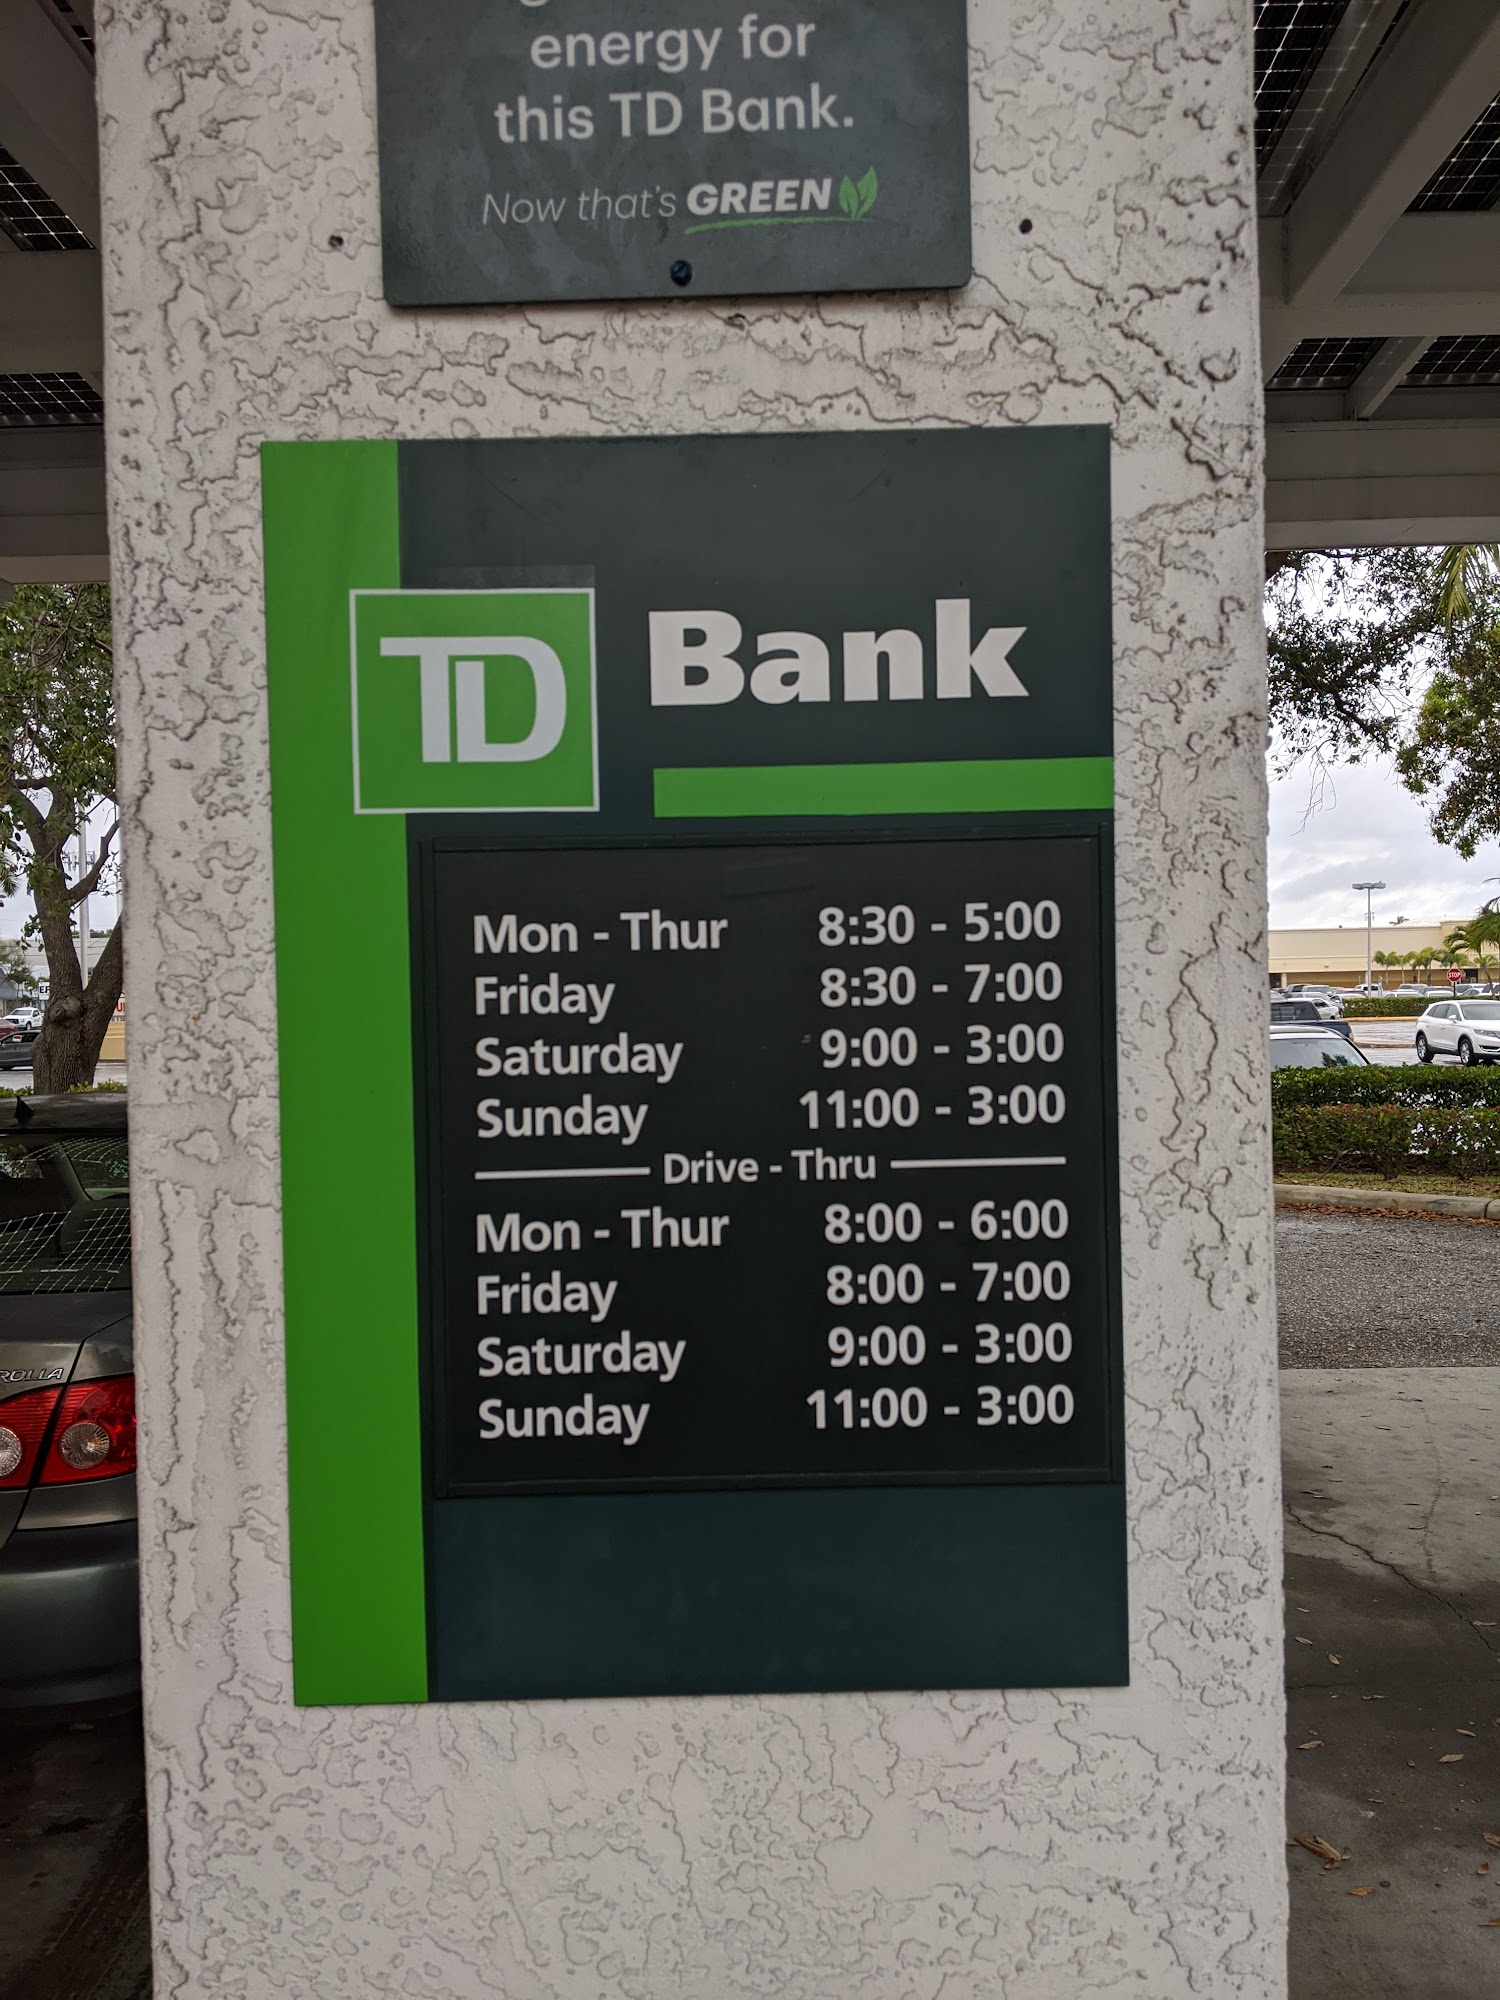 energy for
this TD Bank.
Now that's GREEN
TD Bank
Mon - Thur 8:30 - 5:00
Friday 8:30 - 7:00
Saturday 9:00 - 3:00
Sunday 11:00 - 3:00
Drive - Thru
Mon - Thur 8:00 - 6:00
Friday 8:00 - 7:00
Saturday 9:00 - 3:00
Sunday 11:00 - 3:00
ROLLA
STOP